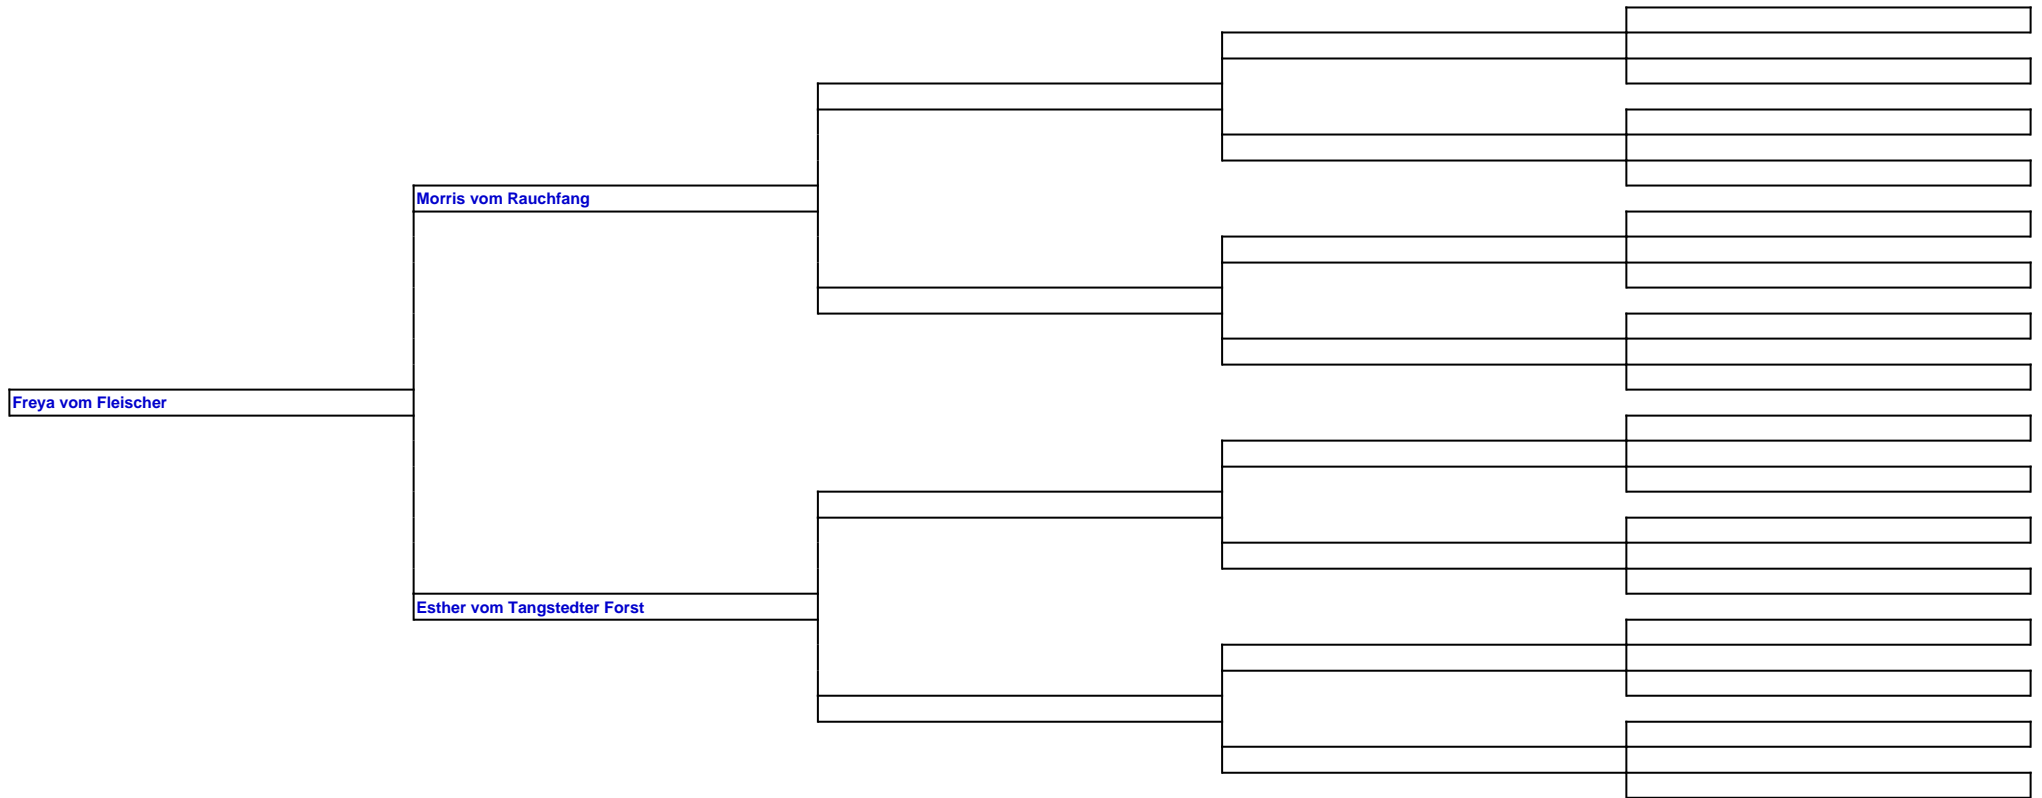 Morris vom Rauchfang
Freya vom Fleischer
Esther vom Tangstedter Forst